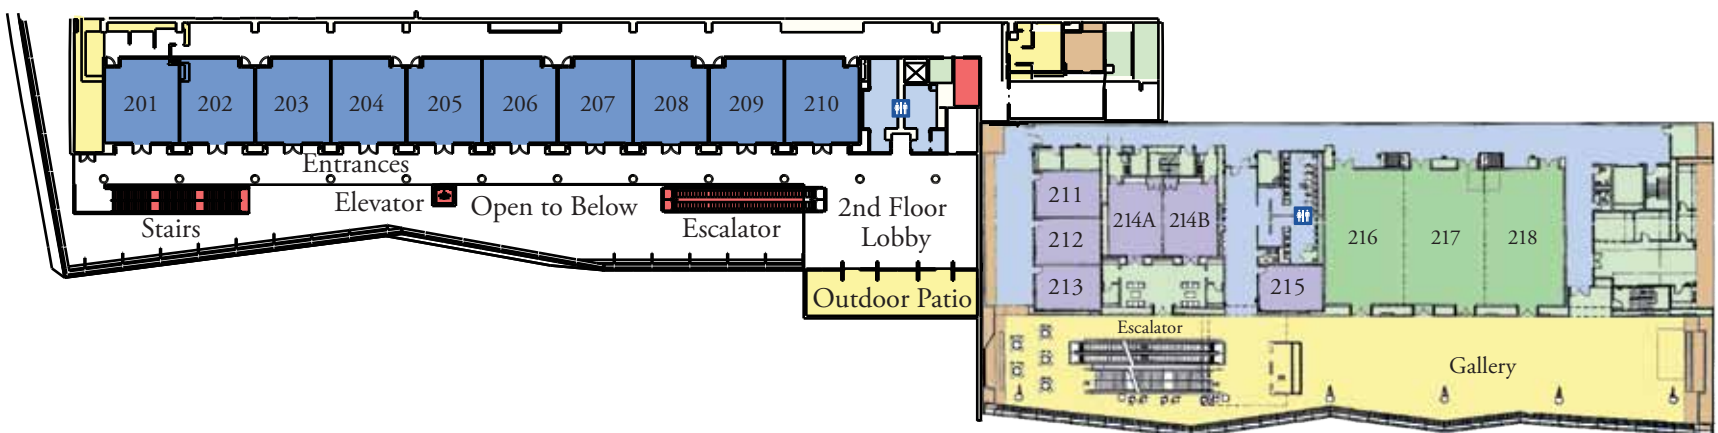 201 202 203 204 205 206 207 208 209 210
Entrances
Stairs
Elevator
Open to Below
Escalator
2nd Floor
Lobby
Outdoor Patio
211
212
213
214A 214B
215
216 217 218
Escalator
Gallery